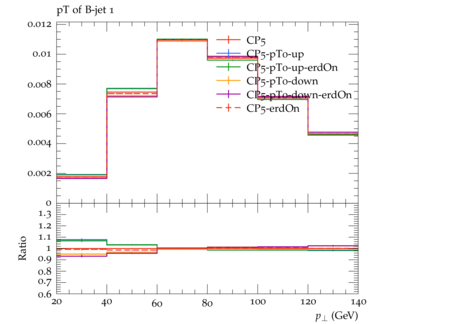 pT of B-jet 1
0.012
0.01
0.008
0.006
0.004
0.002
0
CP5
CP5-pTo-up
CP5-pTo-up-erdOn
CP5-pTo-down
CP5-pTo-down-erdOn
CP5-erdOn
Ratio
1.3
1.2
1.1
1
0.9
0.8
0.7
0.6
20 40 60 80 100 120 140
p⊥ (GeV)